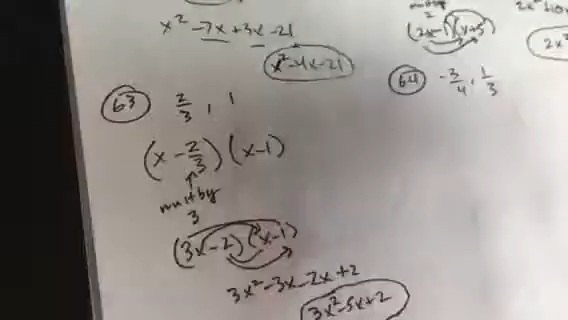 x² - 7x + 3x - 21
x² - 4x - 21
63 2/3, 1
(x - 2/3)(x - 1)
mult by
3
(3x - 2)(x - 1)
3x² - 3x - 2x + 2
3x² - 5x + 2
2
(2x - 1)(x + 5)
64 -3/4, 1/3